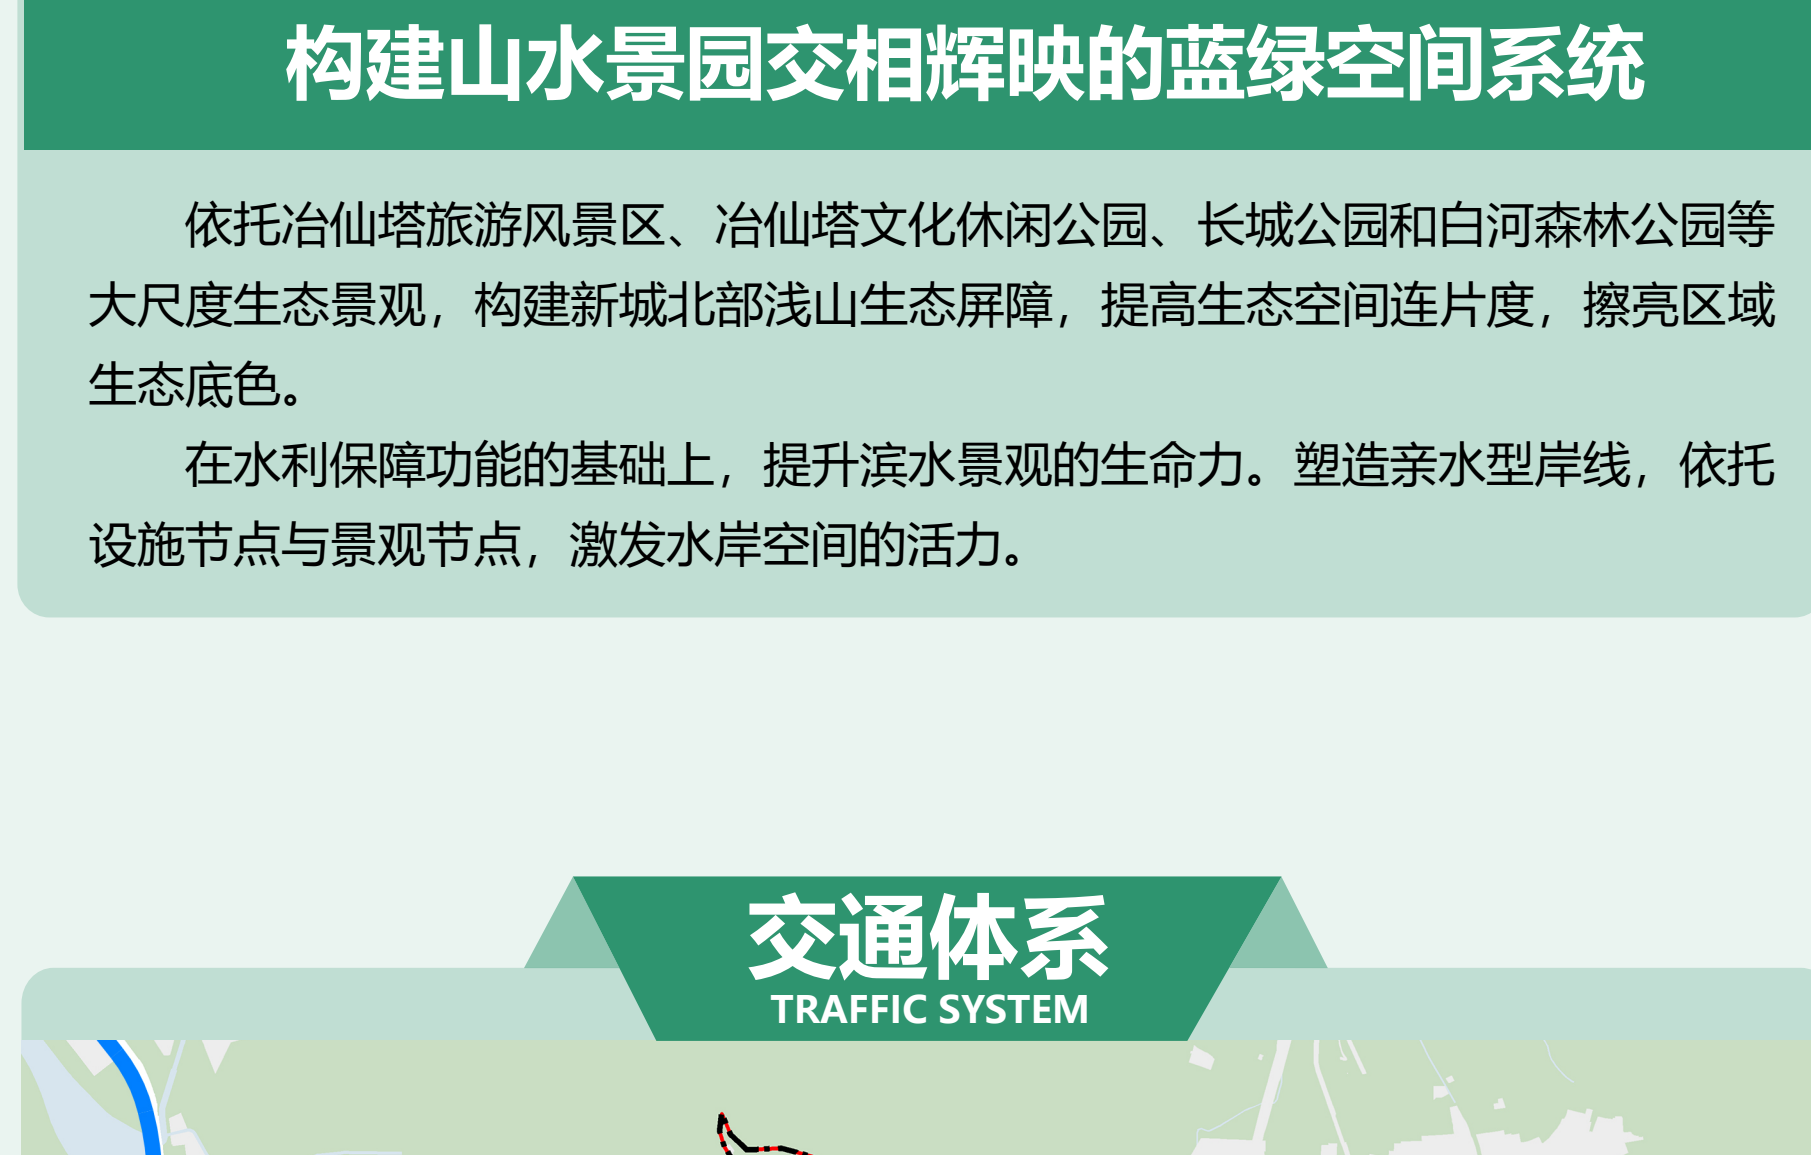 构建山水景园交相辉映的蓝绿空间系统
依托冶仙塔旅游风景区、冶仙塔文化休闲公园、长城公园和白河森林公园等
大尺度生态景观，构建新城北部浅山生态屏障，提高生态空间连片度，擦亮区域
生态底色。
在水利保障功能的基础上，提升滨水景观的生命力。塑造亲水型岸线，依托
设施节点与景观节点，激发水岸空间的活力。
交通体系
TRAFFIC SYSTEM